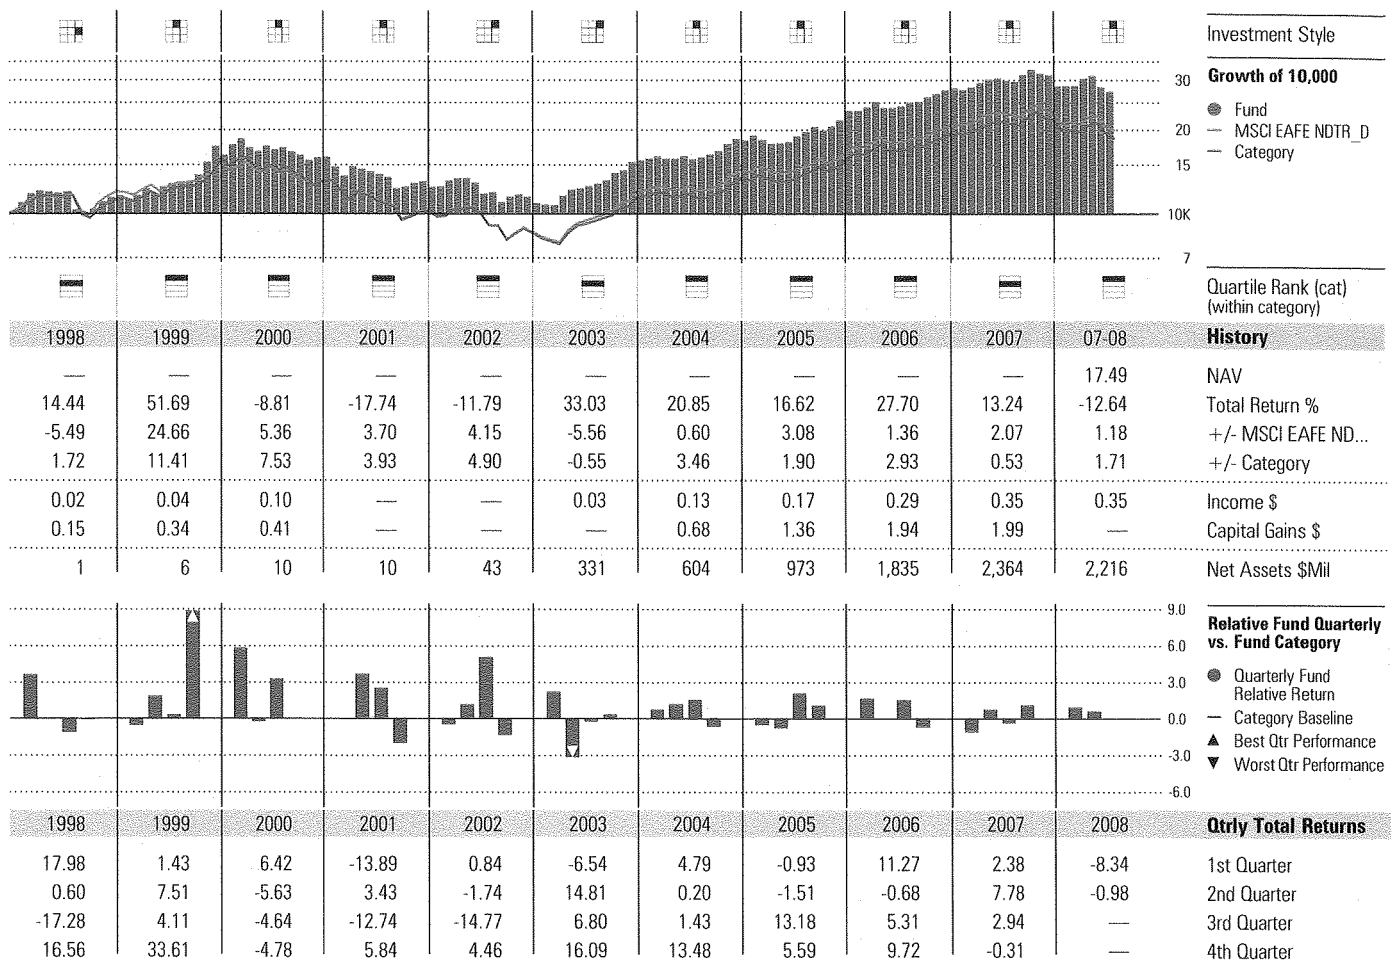 Investment Style
30
20
15
10K
7
Growth of 10,000
Fund
MSCI EAFE NDTR_D
Category
Quartile Rank (cat)
(within category)
1998 1999 2000 2001 2002 2003 2004 2005 2006 2007 07-08 History
— — — — — — — — — — 17.49 NAV
14.44 51.69 -8.81 -17.74 -11.79 33.03 20.85 16.62 27.70 13.24 -12.64 Total Return %
-5.49 24.66 5.36 3.70 4.15 -5.56 0.60 3.08 1.36 2.07 1.18 +/- MSCI EAFE ND...
1.72 11.41 7.53 3.93 4.90 -0.55 3.46 1.90 2.93 0.53 1.71 +/- Category
0.02 0.04 0.10 — — 0.03 0.13 0.17 0.29 0.35 0.35 Income $
0.15 0.34 0.41 — — — 0.68 1.36 1.94 1.99 — Capital Gains $
1 6 10 10 43 331 604 973 1,835 2,364 2,216 Net Assets $Mil
9.0
6.0
3.0
0.0
-3.0
-6.0
Relative Fund Quarterly
vs. Fund Category
Quarterly Fund
Relative Return
Category Baseline
Best Qtr Performance
Worst Qtr Performance
1998 1999 2000 2001 2002 2003 2004 2005 2006 2007 2008 Qtrly Total Returns
17.98 1.43 6.42 -13.89 0.84 -6.54 4.79 -0.93 11.27 2.38 -8.34 1st Quarter
0.60 7.51 -5.63 3.43 -1.74 14.81 0.20 -1.51 -0.68 7.78 -0.98 2nd Quarter
-17.28 4.11 -4.64 -12.74 -14.77 6.80 1.43 13.18 5.31 2.94 — 3rd Quarter
16.56 33.61 -4.78 5.84 4.46 16.09 13.48 5.59 9.72 -0.31 — 4th Quarter